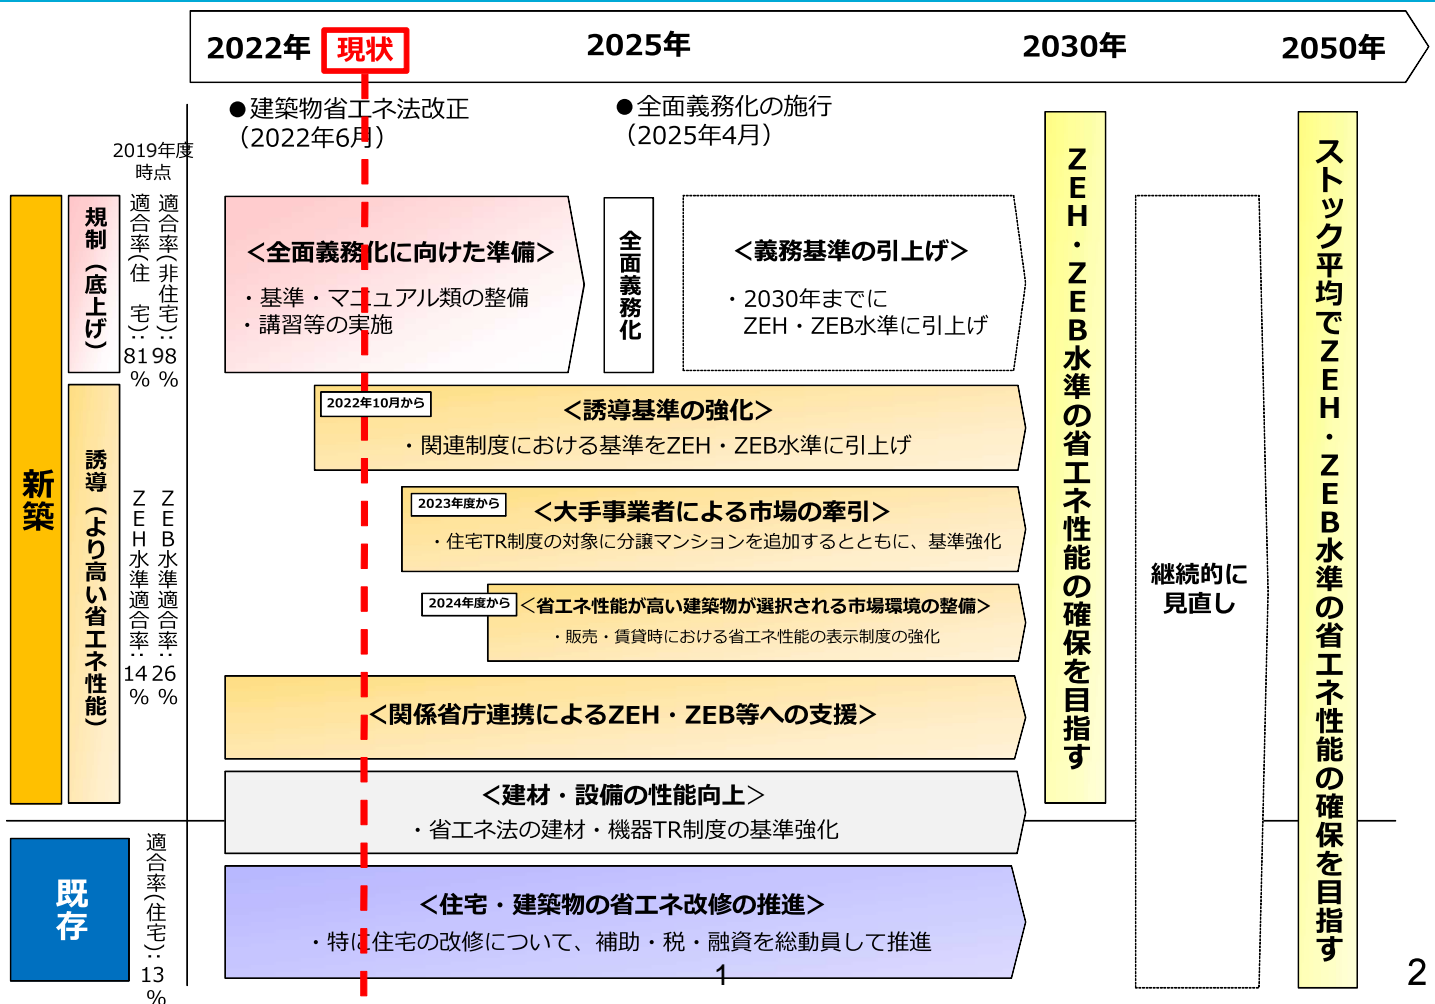 2022年
現状
2025年
2030年
2050年
●建築物省エネ法改正
（2022年6月）
●全面義務化の施行
（2025年4月）
2019年度
時点
新築
規制（底上げ）
適合率(住　宅)：81%
適合率(非住宅)：98%
＜全面義務化に向けた準備＞
・基準・マニュアル類の整備
・講習等の実施
全面義務化
＜義務基準の引上げ＞
・2030年までに
ZEH・ZEB水準に引上げ
誘導（より高い省エネ性能）
ZEH水準適合率：14%
ZEB水準適合率：26%
2022年10月から
＜誘導基準の強化＞
・関連制度における基準をZEH・ZEB水準に引上げ
2023年度から
＜大手事業者による市場の牽引＞
・住宅TR制度の対象に分譲マンションを追加するとともに、基準強化
2024年度から
＜省エネ性能が高い建築物が選択される市場環境の整備＞
・販売・賃貸時における省エネ性能の表示制度の強化
＜関係省庁連携によるZEH・ZEB等への支援＞
＜建材・設備の性能向上＞
・省エネ法の建材・機器TR制度の基準強化
既存
適合率(住宅)：13%
＜住宅・建築物の省エネ改修の推進＞
・特に住宅の改修について、補助・税・融資を総動員して推進
ZEH・ZEB水準の省エネ性能の確保を目指す
継続的に
見直し
ストック平均でZEH・ZEB水準の省エネ性能の確保を目指す
1
2